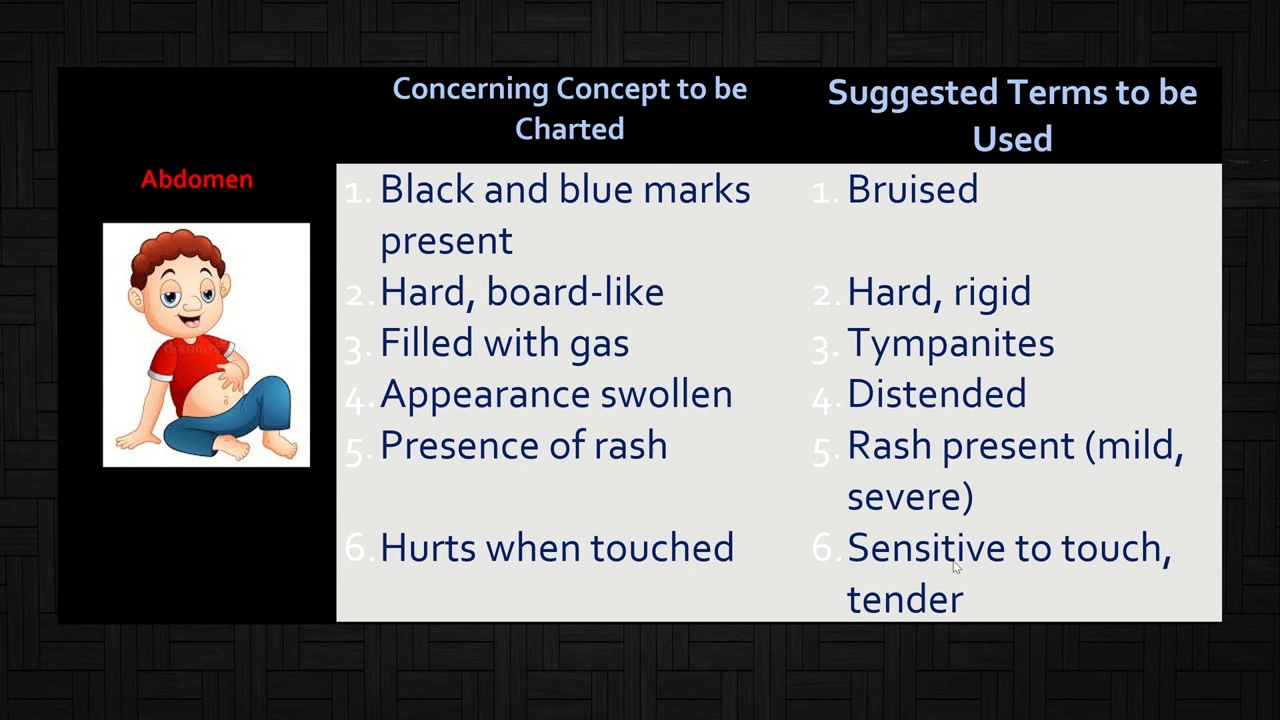 Concerning Concept to be
Charted
Suggested Terms to be
Used
Abdomen
1. Black and blue marks
present
2. Hard, board-like
3. Filled with gas
4. Appearance swollen
5. Presence of rash
6. Hurts when touched
1. Bruised
2. Hard, rigid
3. Tympanites
4. Distended
5. Rash present (mild,
severe)
6. Sensitive to touch,
tender